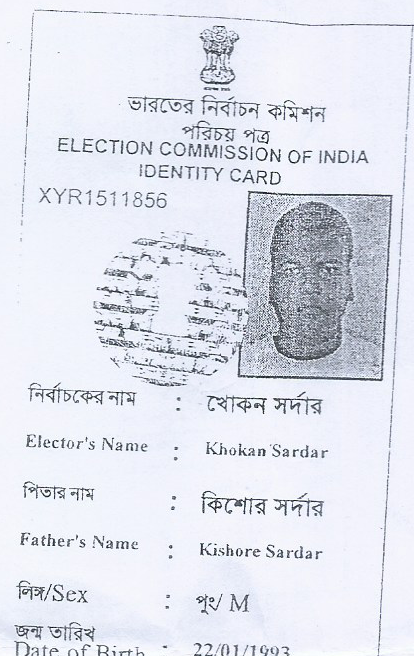 ভারতের নির্বাচন কমিশন
পরিচয় পত্র
ELECTION COMMISSION OF INDIA
IDENTITY CARD
XYR1511856
নির্বাচকের নাম : খোকন সর্দার
Elector's Name : Khokan Sardar
পিতার নাম : কিশোর সর্দার
Father's Name : Kishore Sardar
লিঙ্গ/Sex : পুং/ M
জন্ম তারিখ
Date of Birth : 22/01/1993